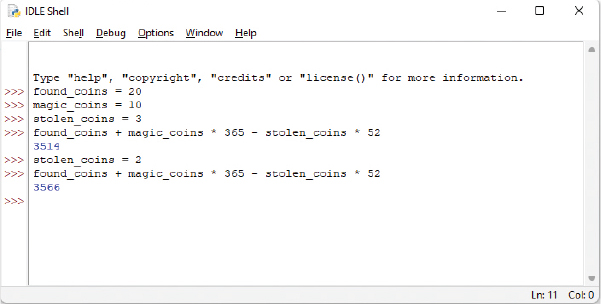 IDLE Shell
File Edit Shell Debug Options Window Help
Type "help", "copyright", "credits" or "license()" for more information.
>>> found_coins = 20
>>> magic_coins = 10
>>> stolen_coins = 3
>>> found_coins + magic_coins * 365 - stolen_coins * 52
3514
>>> stolen_coins = 2
>>> found_coins + magic_coins * 365 - stolen_coins * 52
3566
>>>
Ln: 11 Col: 0